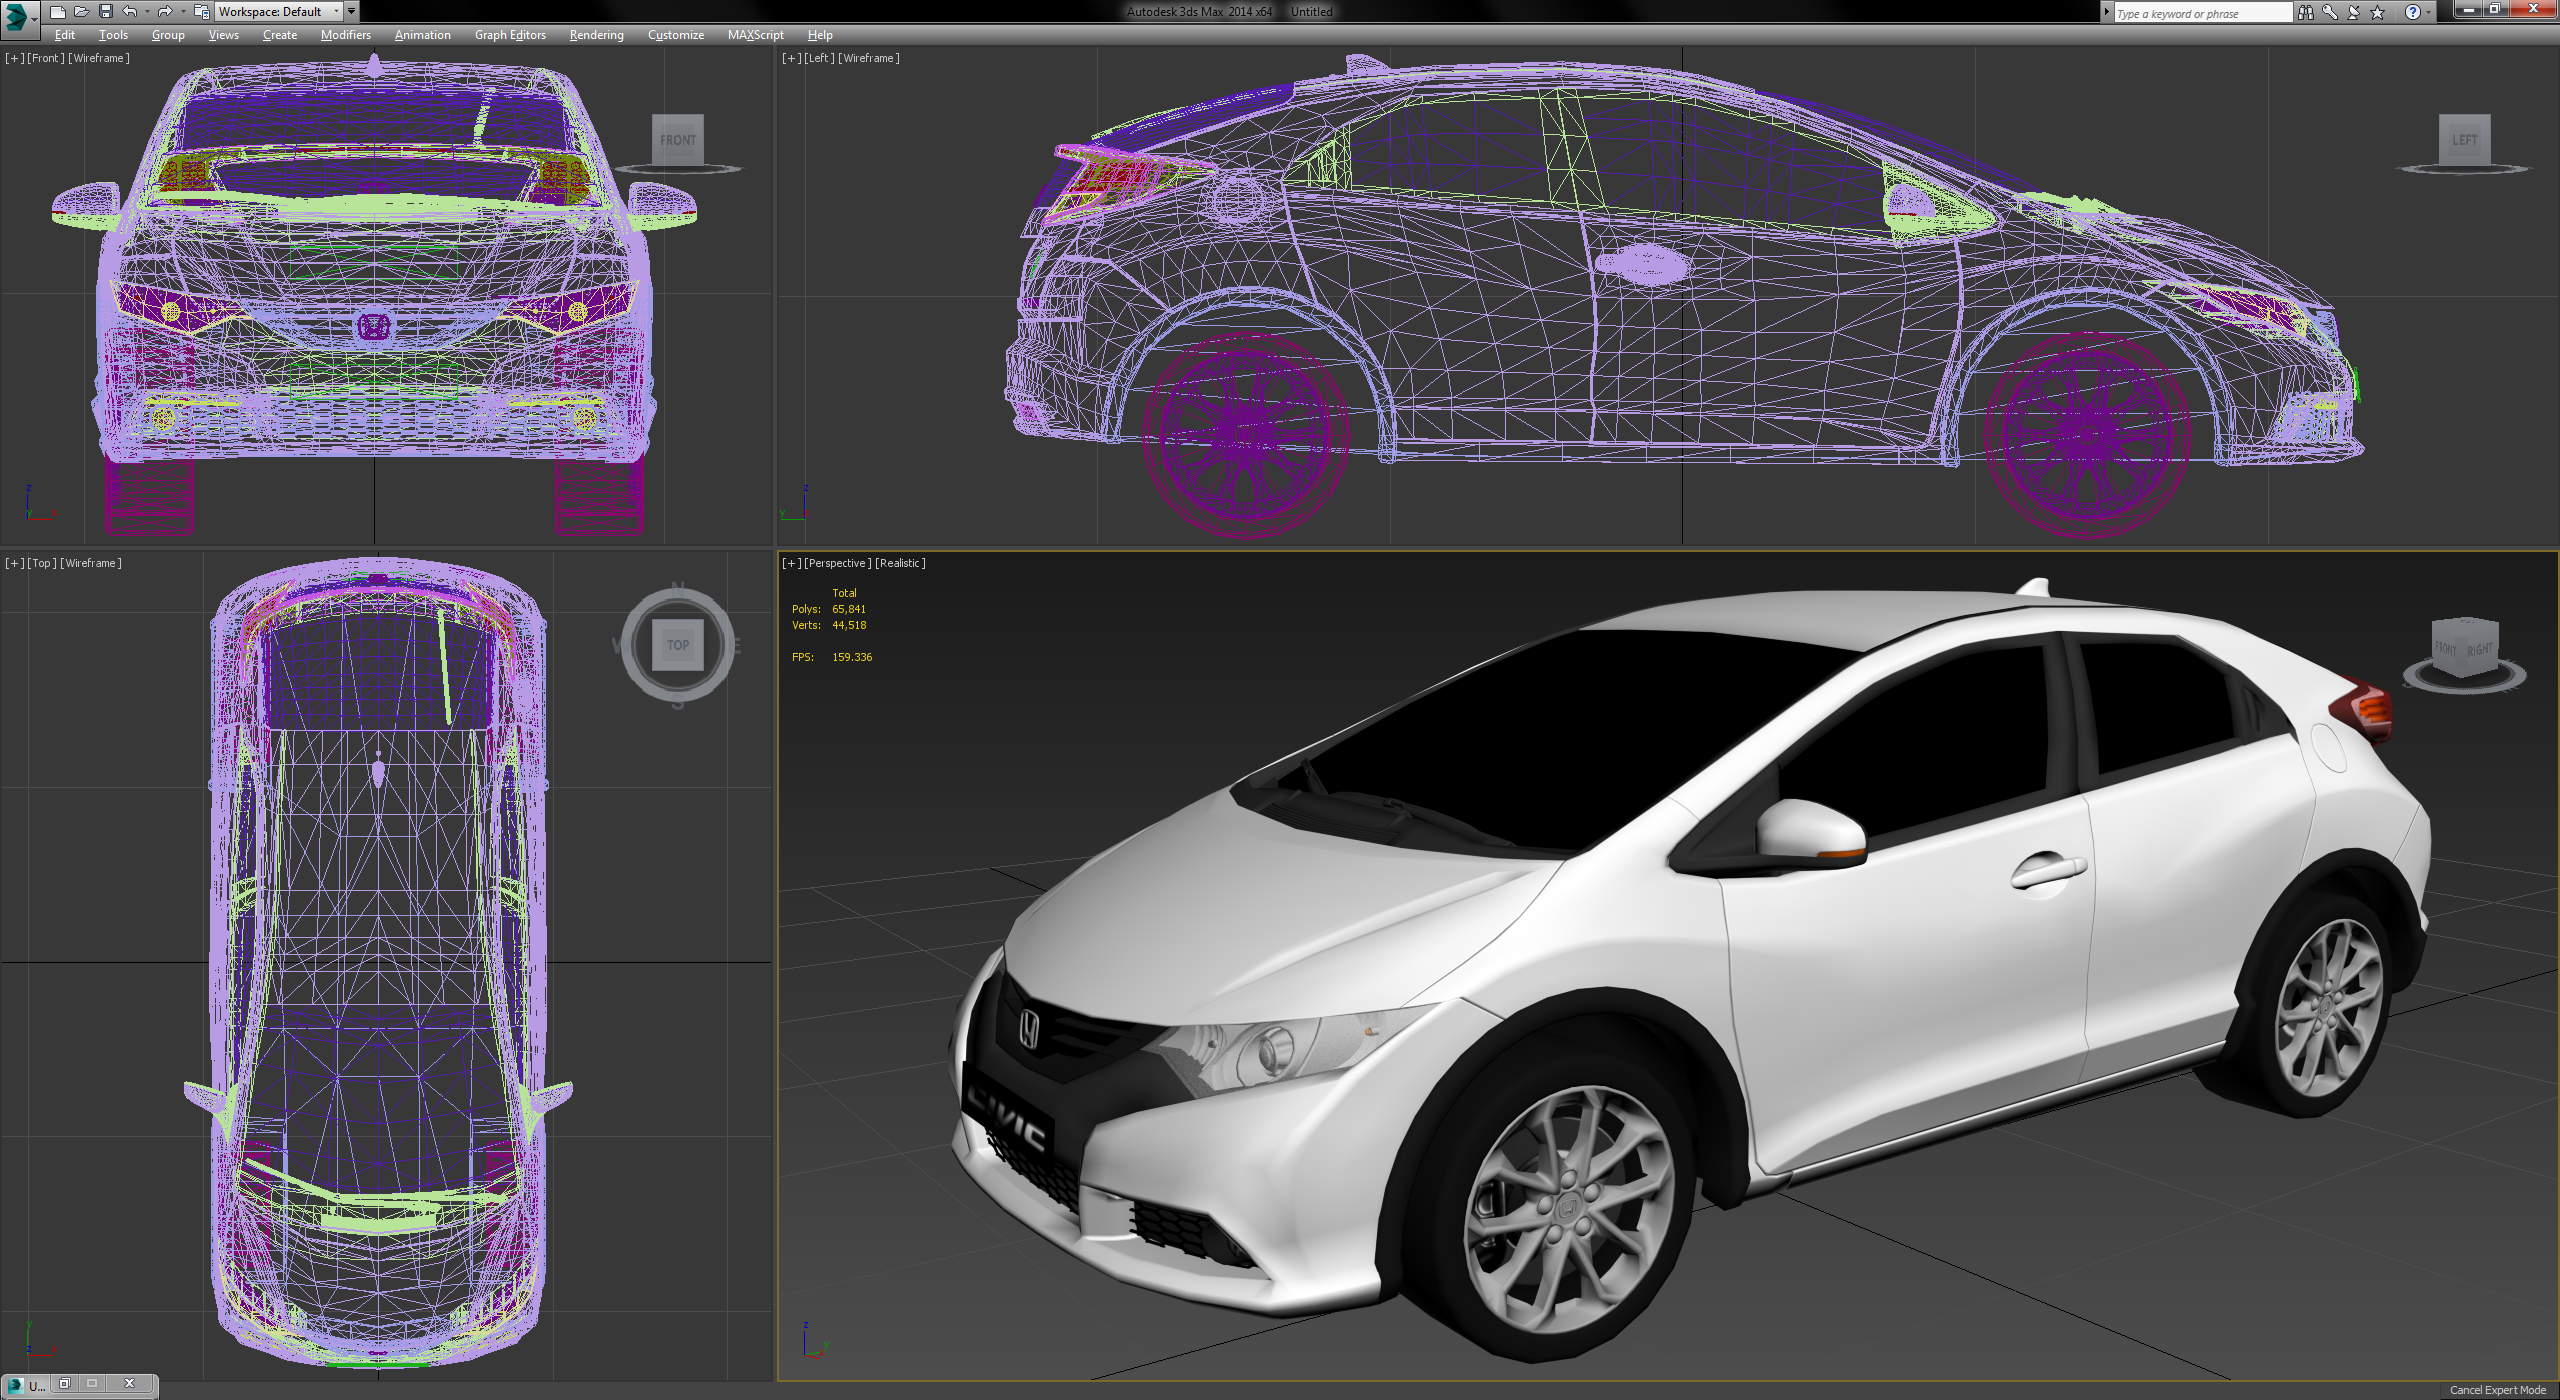 Workspace: Default
Autodesk 3ds Max 2014 x64 Untitled
Type a keyword or phrase
Edit Tools Group Views Create Modifiers Animation Graph Editors Rendering Customize MAXScript Help
[+][Front][Wireframe]
FRONT
z
y
[+][Left][Wireframe]
LEFT
z
y
[+][Top][Wireframe]
N
W
TOP
E
S
y
z
[+][Perspective][Realistic]
Total
Polys: 65,841
Verts: 44,518
FPS: 159.336
FRONT RIGHT
CIVIC
z
y
U...
Cancel Expert Mode